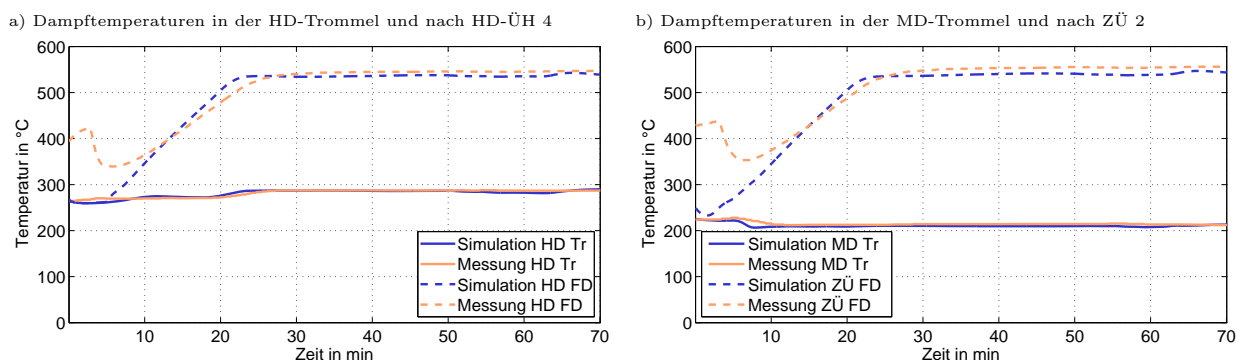 a) Dampftemperaturen in der HD-Trommel und nach HD-ÜH 4
600
500
400
300
200
100
0
Temperatur in °C
10
20
30
40
50
60
70
Zeit in min
Simulation HD Tr
Messung HD Tr
Simulation HD FD
Messung HD FD
b) Dampftemperaturen in der MD-Trommel und nach ZÜ 2
600
500
400
300
200
100
0
Temperatur in °C
10
20
30
40
50
60
70
Zeit in min
Simulation MD Tr
Messung MD Tr
Simulation ZÜ FD
Messung ZÜ FD